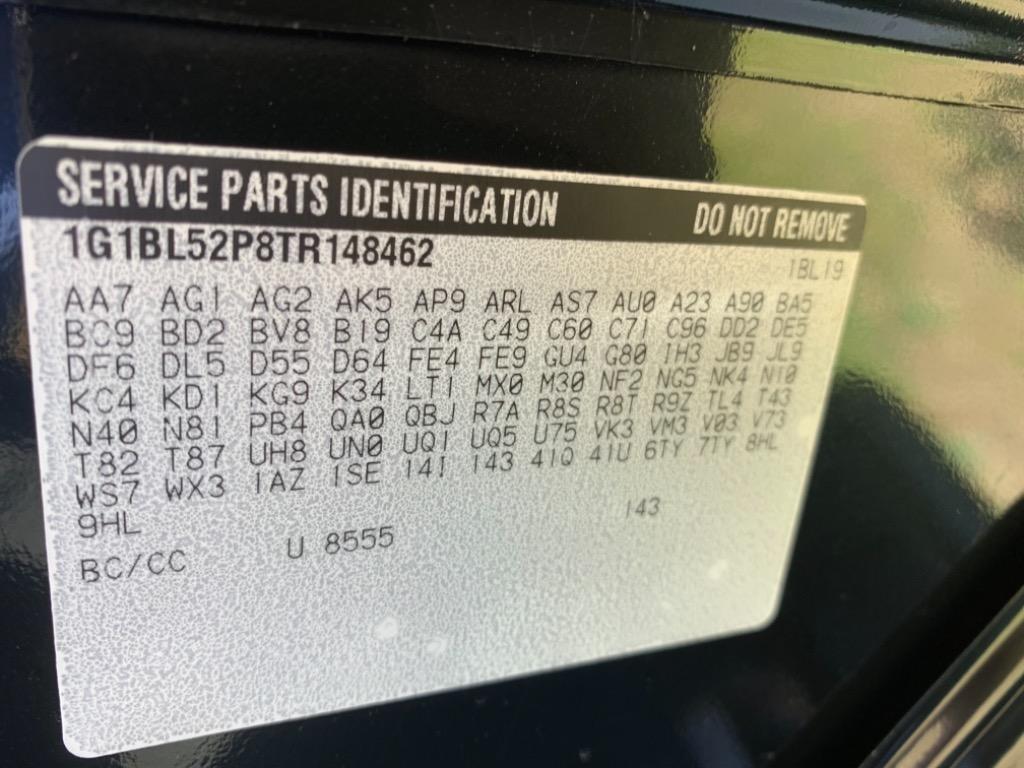 SERVICE PARTS IDENTIFICATION DO NOT REMOVE
1G1BL52P8TR148462 1BL19
AA7 AG1 AG2 AK5 AP9 ARL AS7 AU0 A23 A90 BA5
BC9 BD2 BV8 B19 C4A C49 C60 C71 C96 DD2 DE5
DF6 DL5 D55 D64 FE4 FE9 GU4 G80 IH3 JB9 JL9
KC4 KD1 KG9 K34 LT1 MX0 M30 NF2 NG5 NK4 N10
N40 N81 PB4 QA0 QBJ R7A R8S R8T R9Z TL4 T43
T82 T87 UH8 UN0 UQ1 UQ5 U75 VK3 VM3 V03 V73
WS7 WX3 1AZ 1SE 141 143 41Q 41U 6TY 7TY 8HL
9HL 143
BC/CC U 8555